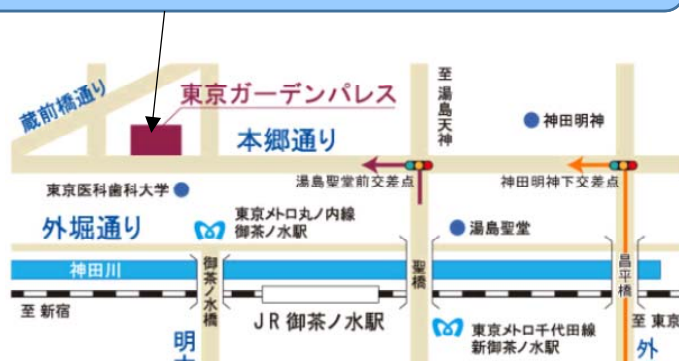 至 湯島天神
蔵前橋通り
東京ガーデンパレス
神田明神
本郷通り
湯島聖堂前交差点
神田明神下交差点
東京医科歯科大学
外堀通り
東京メトロ丸ノ内線
御茶ノ水駅
湯島聖堂
神田川
御茶ノ水橋
聖橋
昌平橋
至 新宿
JR 御茶ノ水駅
東京メトロ千代田線
新御茶ノ水駅
至 東京
明
外